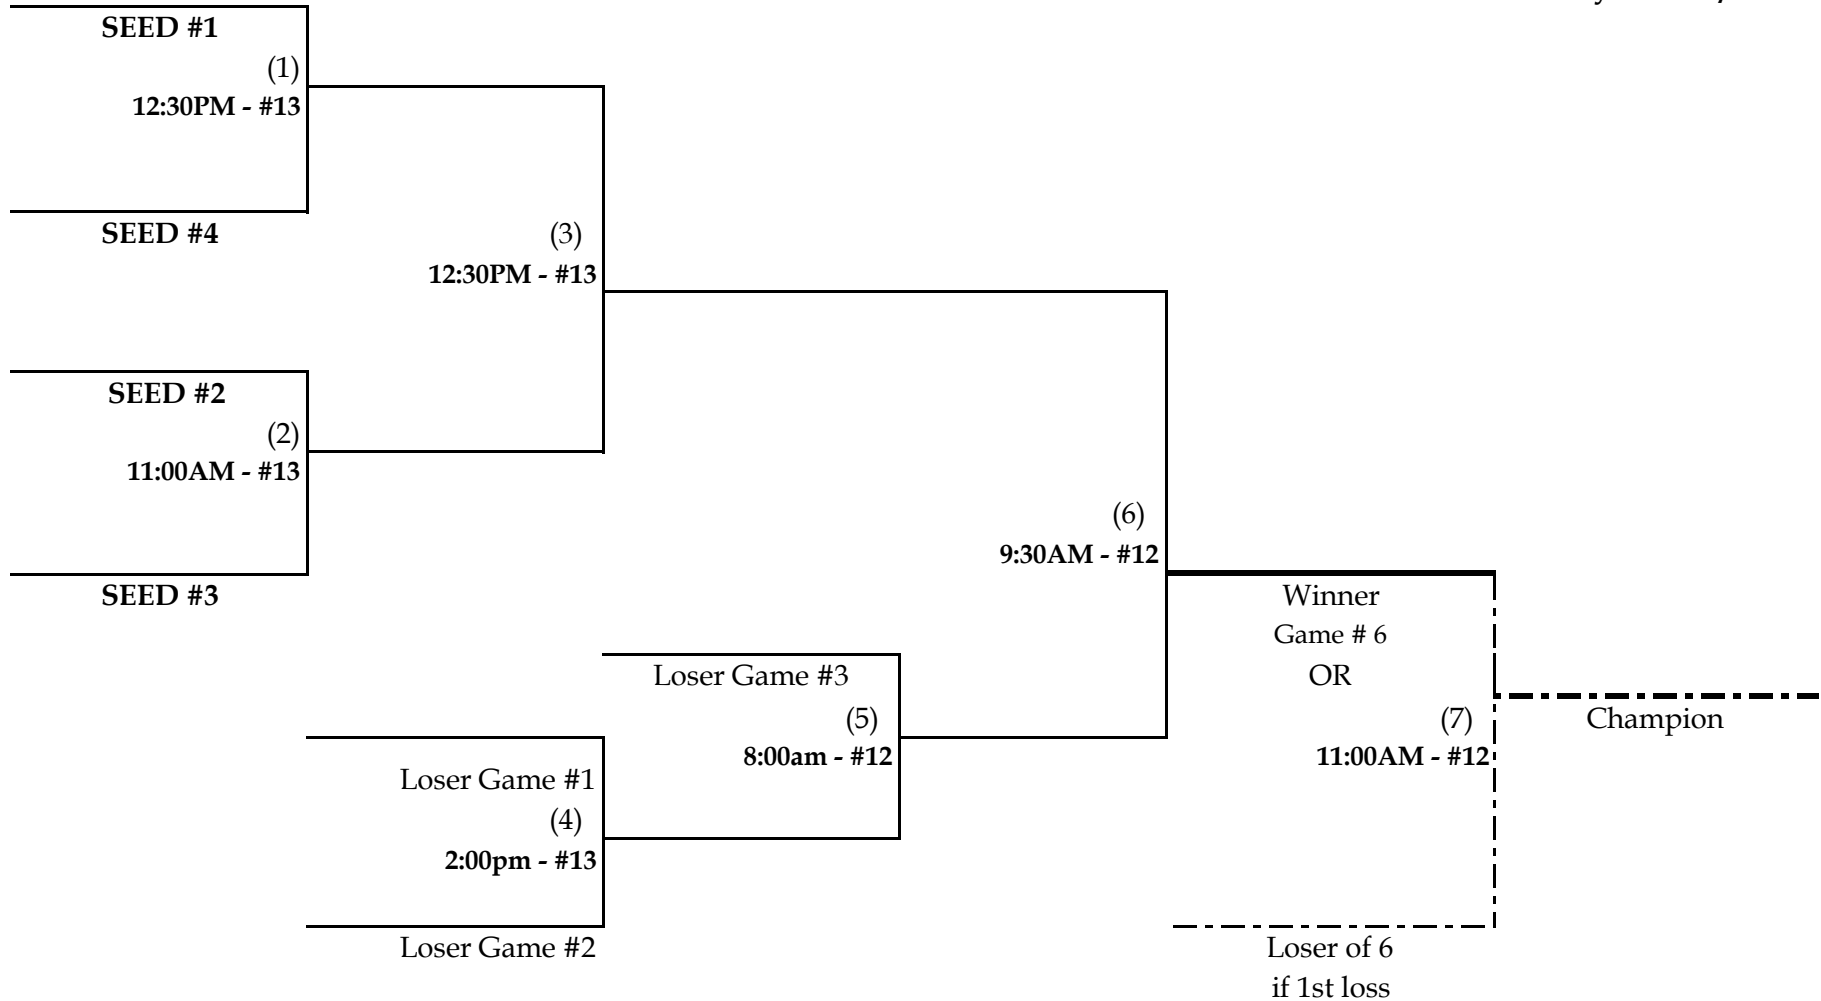 SEED #1
(1)
12:30PM - #13
SEED #4
(3)
12:30PM - #13
SEED #2
(2)
11:00AM - #13
SEED #3
(6)
9:30AM - #12
Winner
Game # 6
OR
Loser Game #3
(5)
8:00am - #12
(7)
11:00AM - #12
Champion
Loser Game #1
(4)
2:00pm - #13
Loser Game #2
Loser of 6
if 1st loss